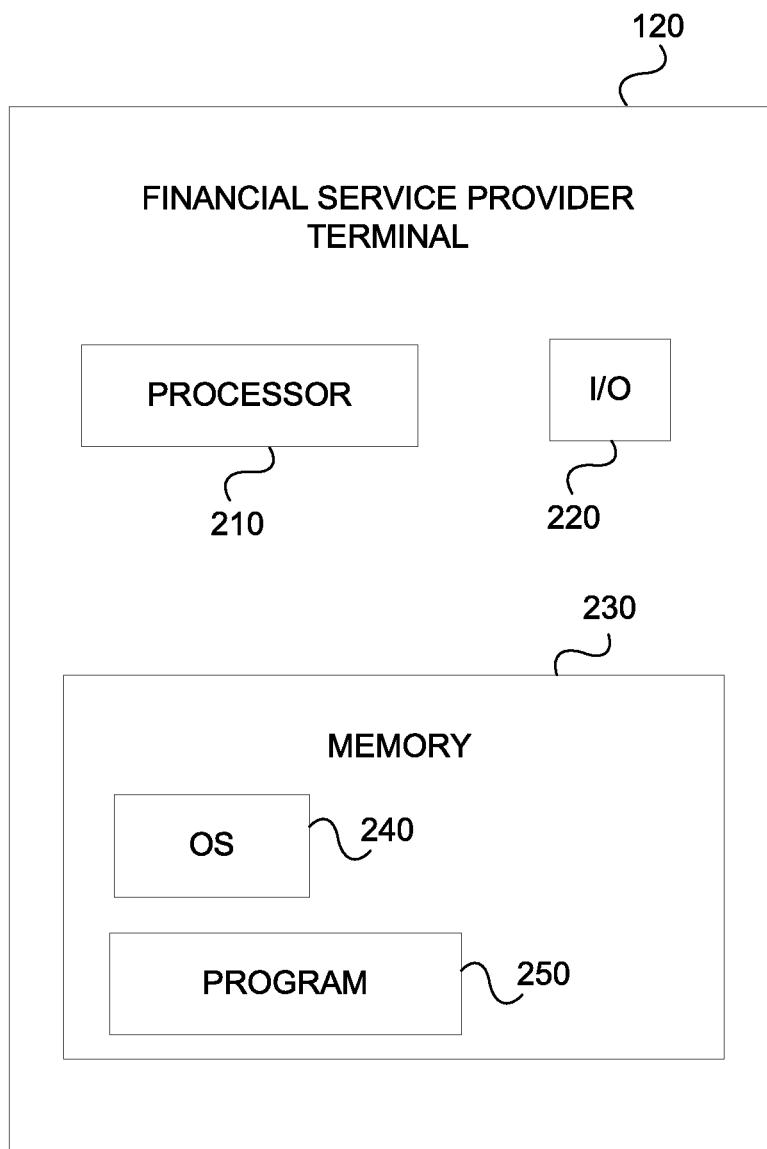 120
FINANCIAL SERVICE PROVIDER
TERMINAL
PROCESSOR
I/O
210
220
230
MEMORY
OS
240
PROGRAM
250